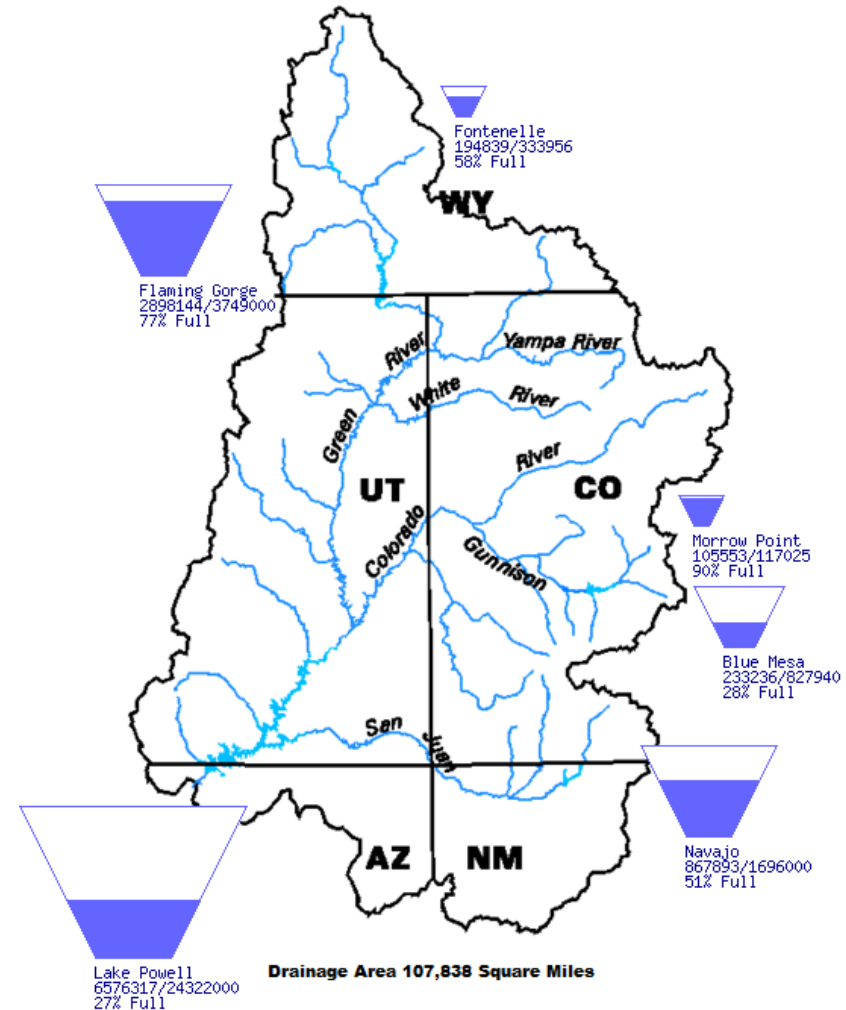 Fontenelle
194839/333956
58% Full
WY
Flaming Gorge
2898144/3749000
77% Full
River
Yampa River
White
River
Green
River
UT
CO
Colorado
Gunnison
Morrow Point
105553/117025
90% Full
Blue Mesa
233236/827940
28% Full
San
Juan
Navajo
867893/1696000
51% Full
AZ
NM
Lake Powell
6576317/24322000
27% Full
Drainage Area 107,838 Square Miles